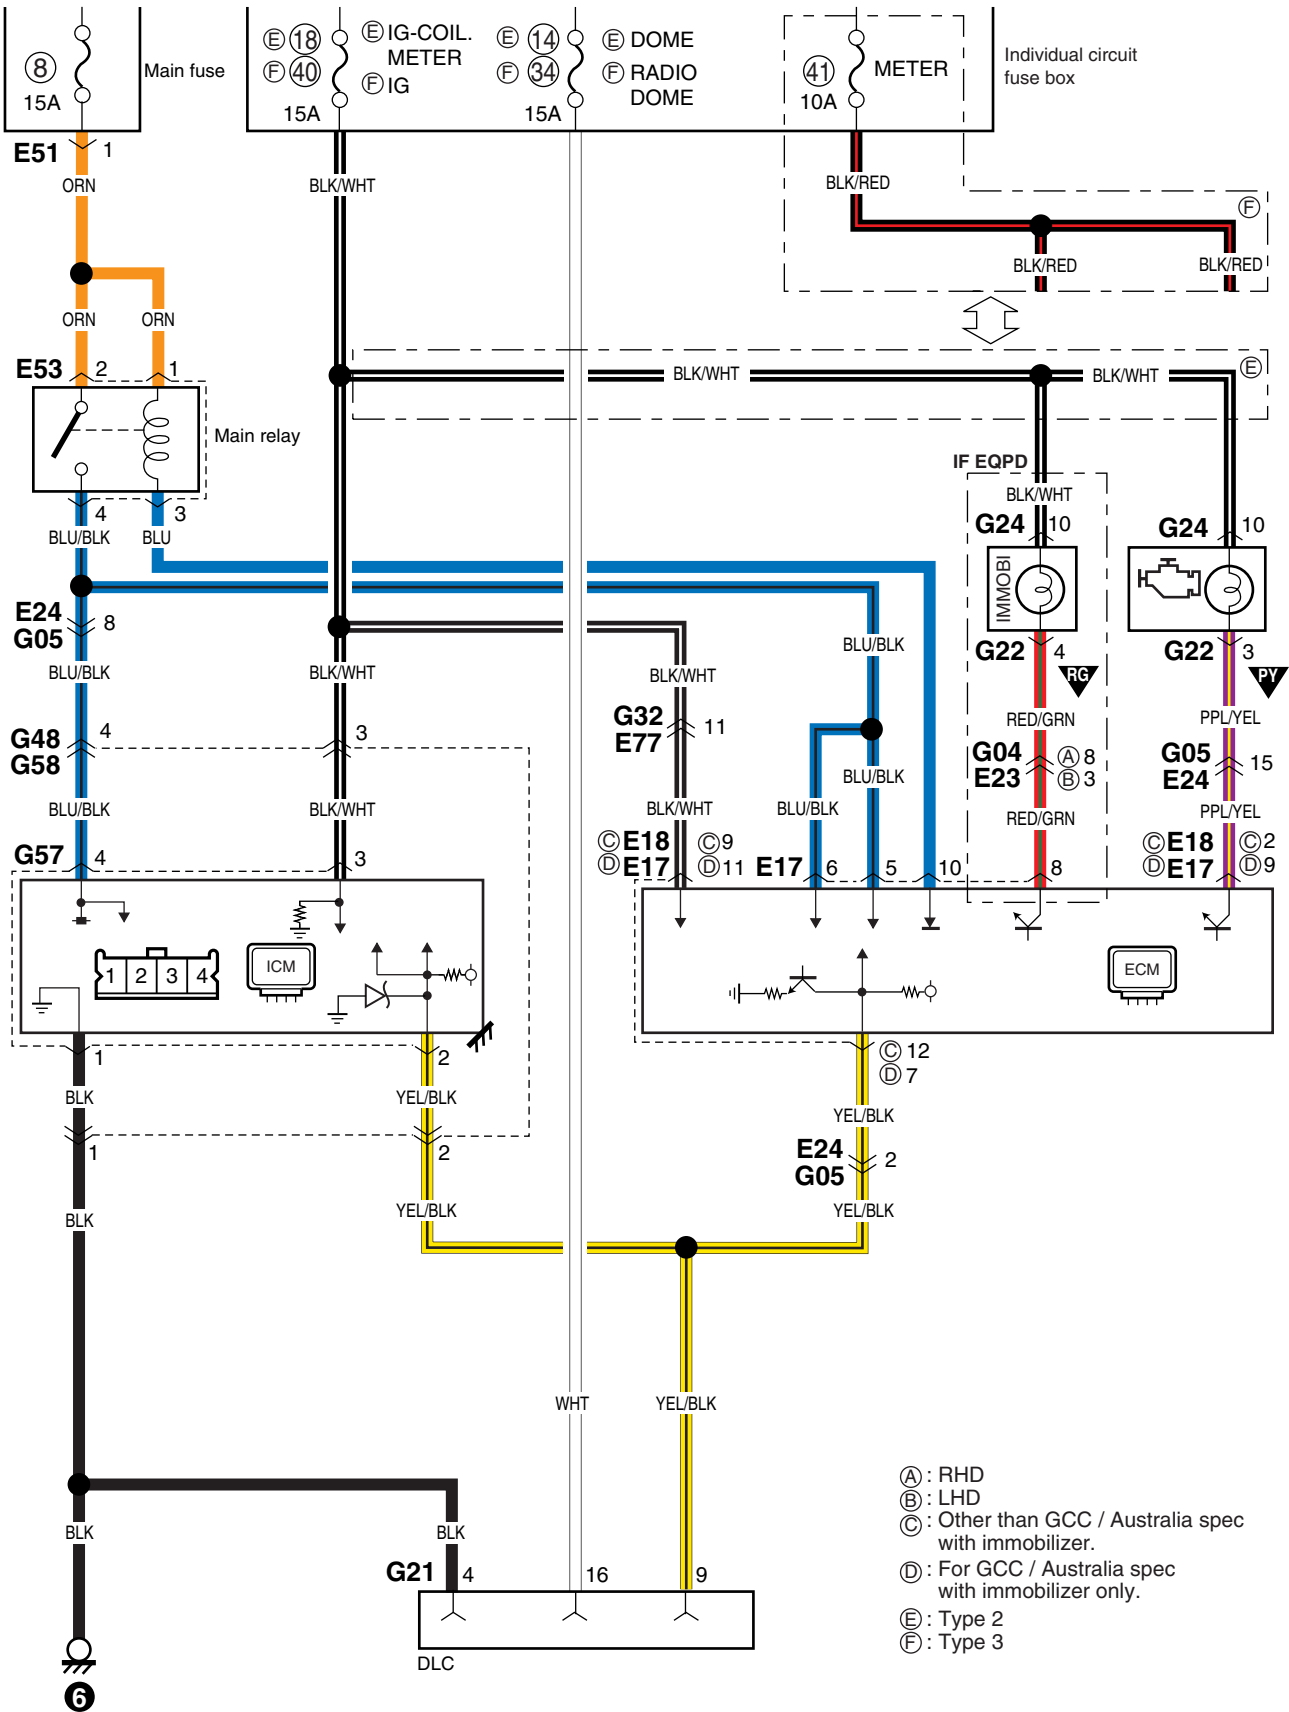 8
15A
Main fuse
E 18
F 40
15A
E IG-COIL.
METER
F IG
E 14
F 34
15A
E DOME
F RADIO
DOME
41
10A
METER
Individual circuit
fuse box
E51 1
ORN
BLK/WHT
BLK/RED
F
BLK/RED
BLK/RED
ORN
ORN
E53 2 1
BLK/WHT
BLK/WHT
E
Main relay
IF EQPD
BLK/WHT
4
3
BLU/BLK
BLU
G24 10
G24 10
IMMOBI
E24
G05
8
BLU/BLK
G22 4
RG
G22 3
PY
BLU/BLK
BLK/WHT
BLK/WHT
G32
E77
11
RED/GRN
PPL/YEL
G48
G58
4
3
G04
E23
A 8
B 3
G05
E24
15
BLU/BLK
BLU/BLK
BLK/WHT
BLK/WHT
BLU/BLK
RED/GRN
PPL/YEL
G57 4
3
C E18
D E17
C 9
D 11
E17 6
5
10
8
C E18
D E17
C 2
D 9
1 2 3 4
ICM
ECM
1
2
C 12
D 7
BLK
YEL/BLK
YEL/BLK
1
2
E24
G05
2
BLK
YEL/BLK
YEL/BLK
WHT
YEL/BLK
BLK
BLK
G21 4
16
9
DLC
6
A : RHD
B : LHD
C : Other than GCC / Australia spec
with immobilizer.
D : For GCC / Australia spec
with immobilizer only.
E : Type 2
F : Type 3